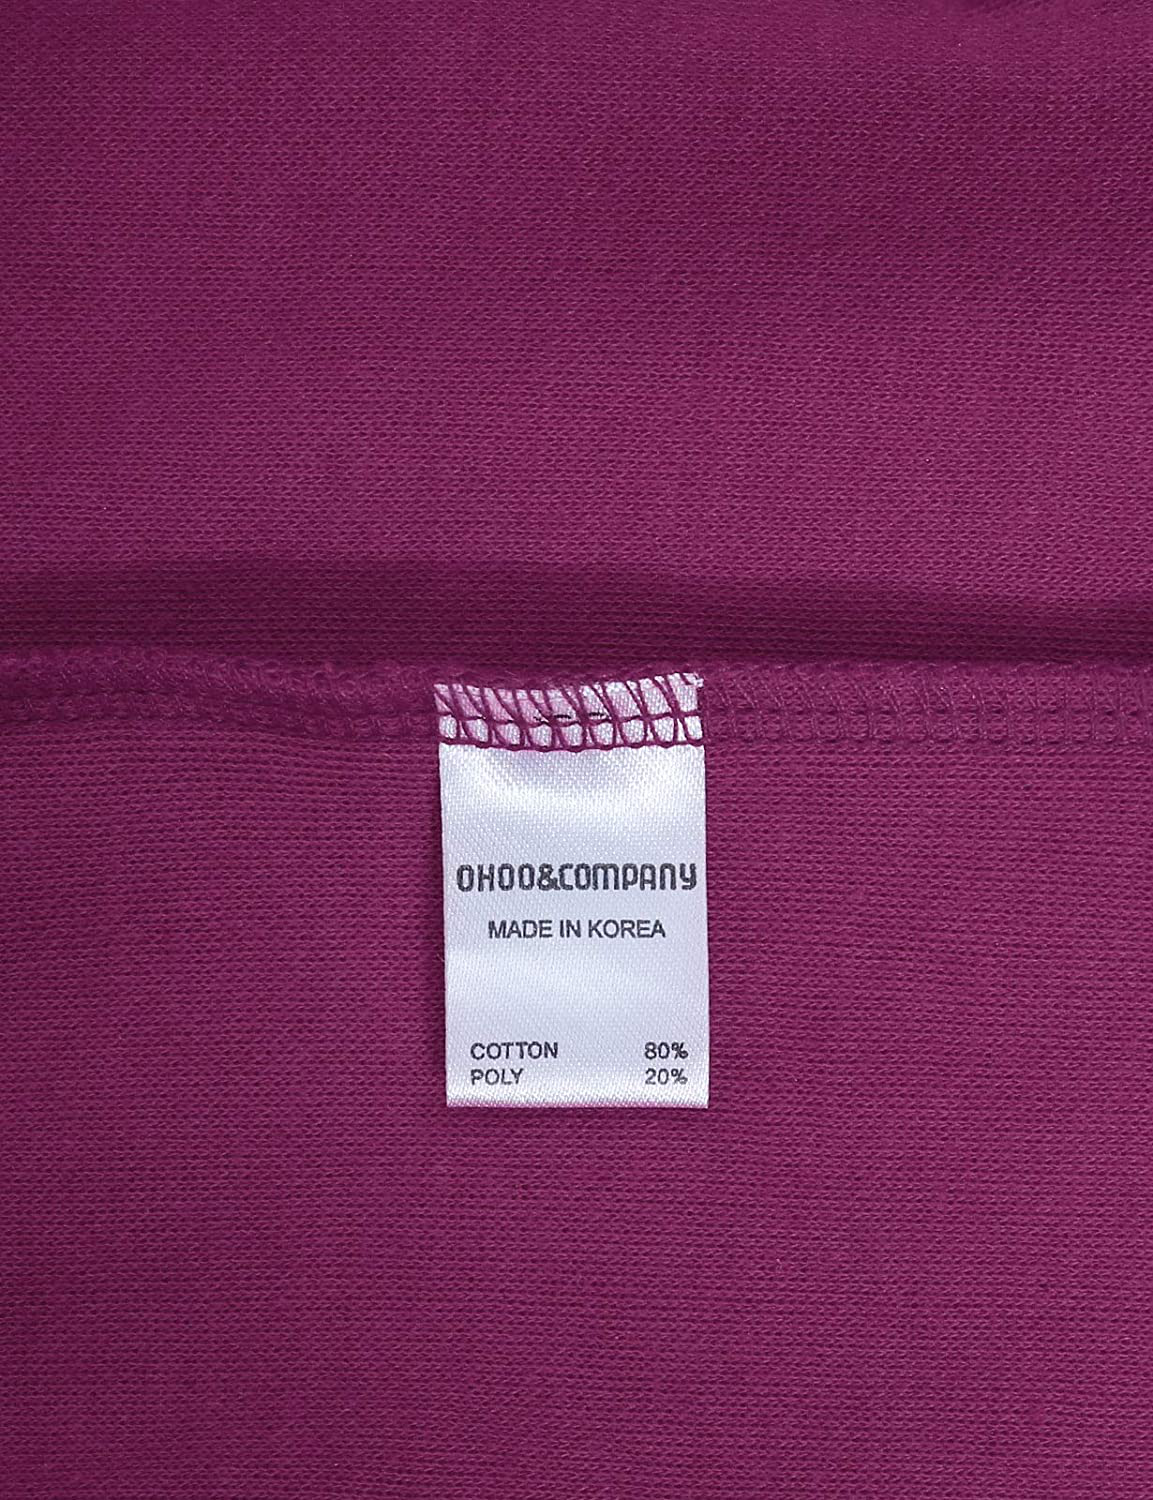 OHOO&COMPANY
MADE IN KOREA
COTTON 80%
POLY 20%